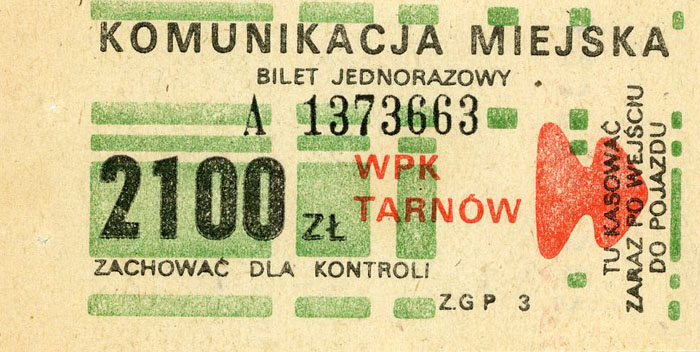 KOMUNIKACJA MIEJSKA
BILET JEDNORAZOWY
A 1373663
2100 ZŁ
WPK
TARNÓW
ZACHOWAĆ DLA KONTROLI
Z.G P 3
TU KASOWAĆ
ZARAZ PO WEJŚCIU
DO POJAZDU